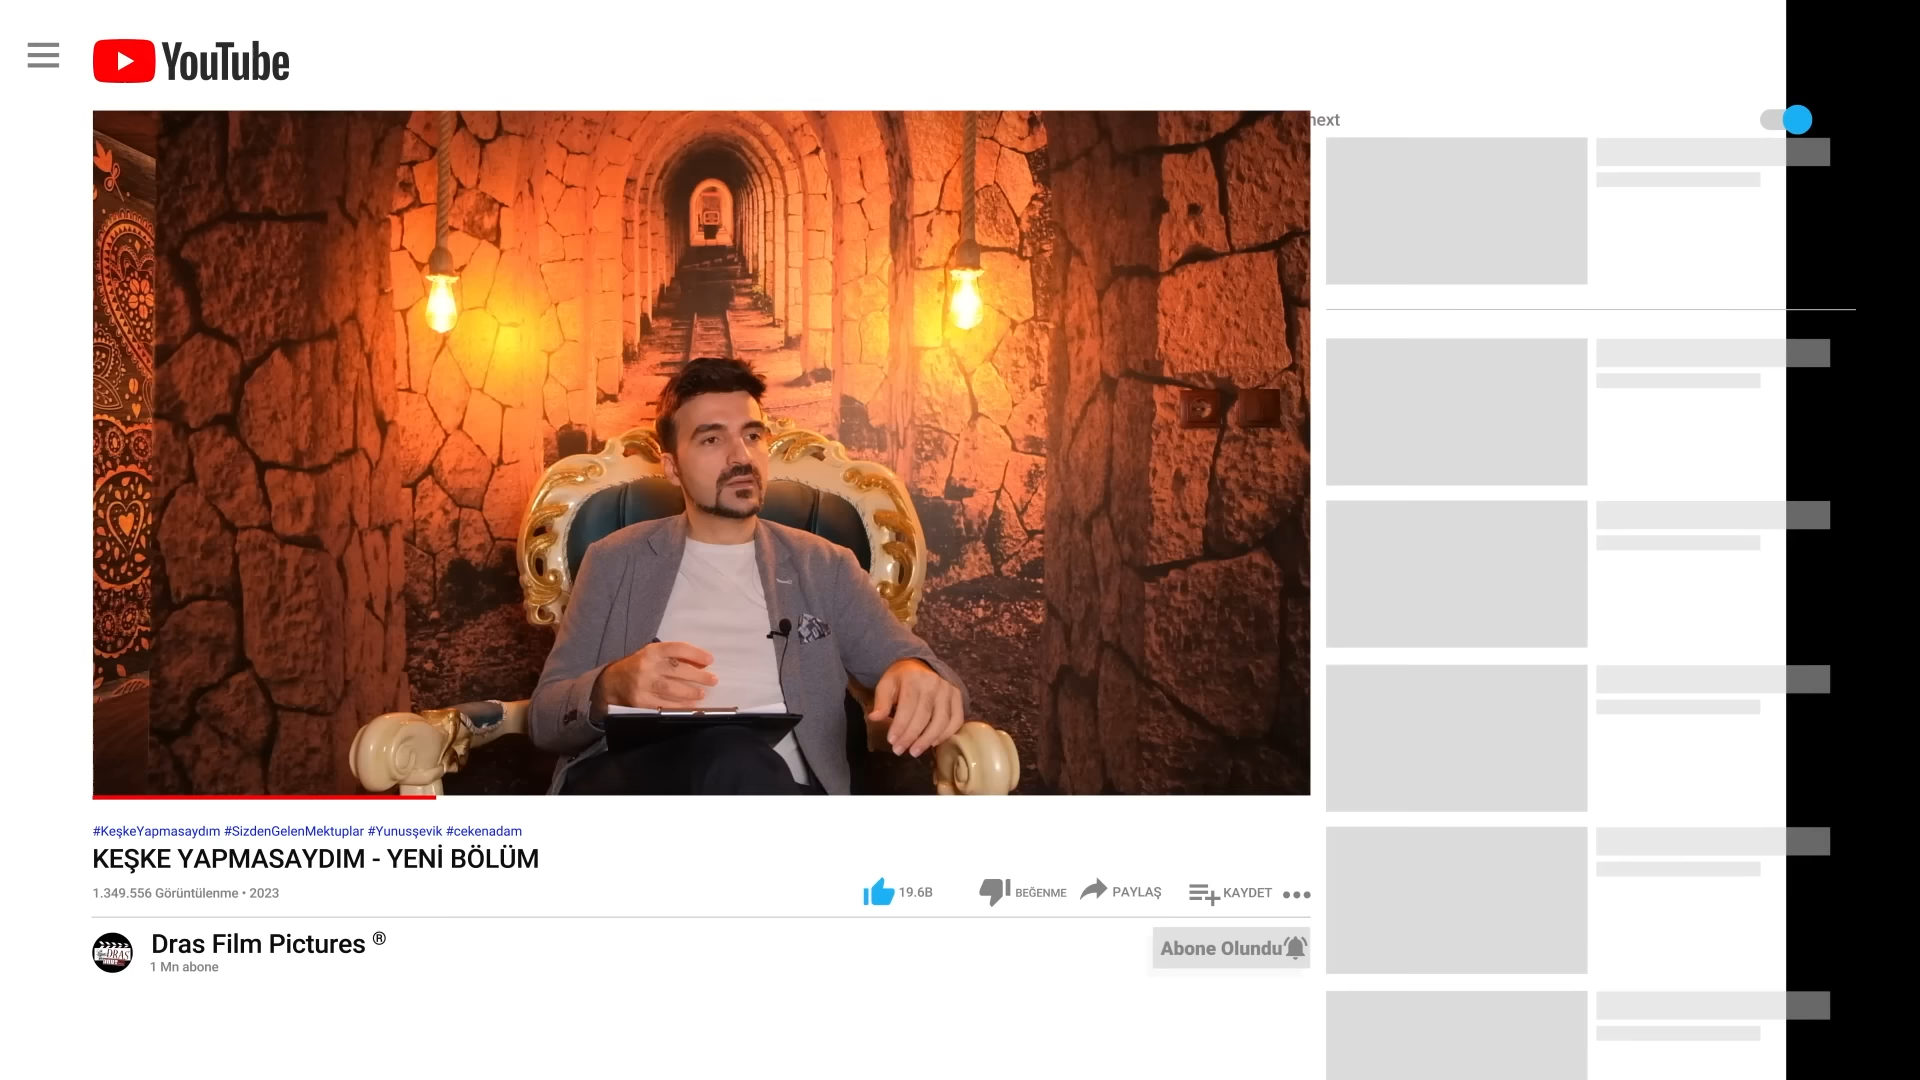 YouTube
next
#KeşkeYapmasaydım #SizdenGelenMektuplar #Yunusşevik #cekenadam
KEŞKE YAPMASAYDIM - YENİ BÖLÜM
1.349.556 Görüntülenme • 2023
19.6B
BEĞENME
PAYLAŞ
KAYDET
Dras Film Pictures ®
DRAS
1 Mn abone
Abone Olundu